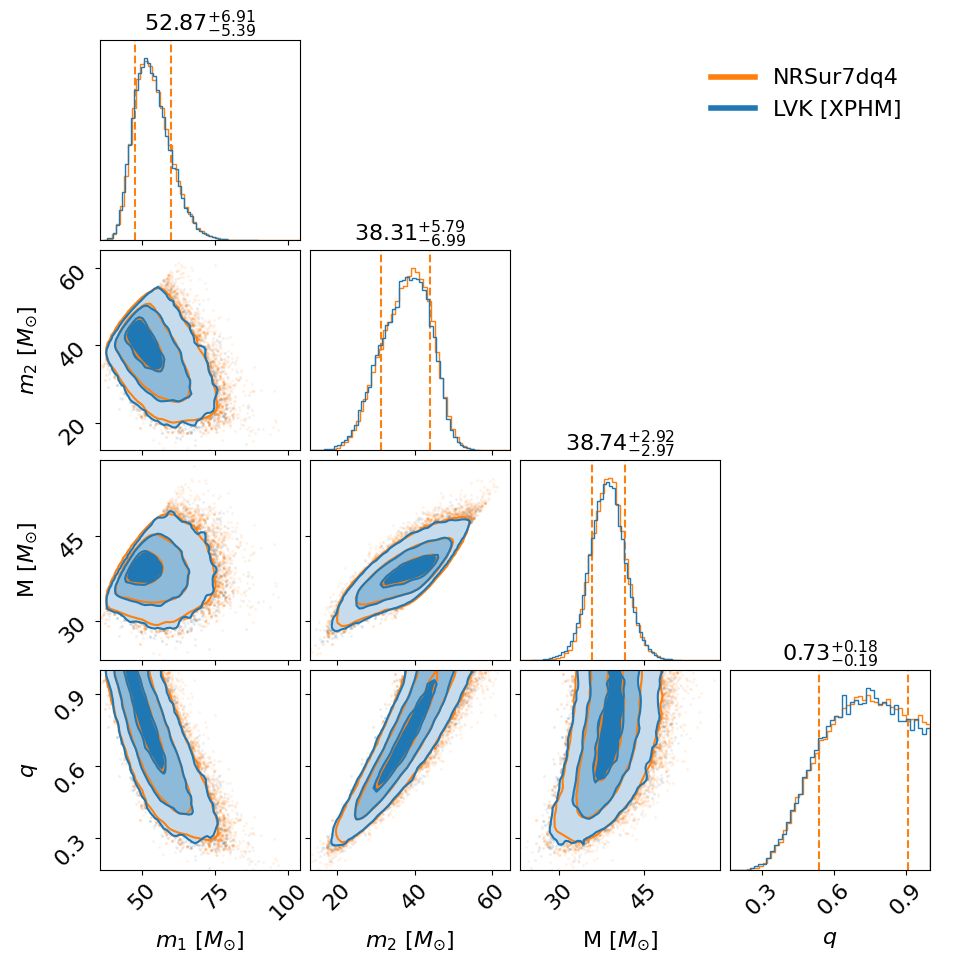 52.87+6.91−5.39
NRSur7dq4
LVK [XPHM]
38.31+5.79−6.99
60
40
20
m2 [M⊙]
38.74+2.92−2.97
45
30
M [M⊙]
0.73+0.18−0.19
0.9
0.6
0.3
q
50 75 100
20 40 60
30 45
0.3 0.6 0.9
m1 [M⊙]
m2 [M⊙]
M [M⊙]
q